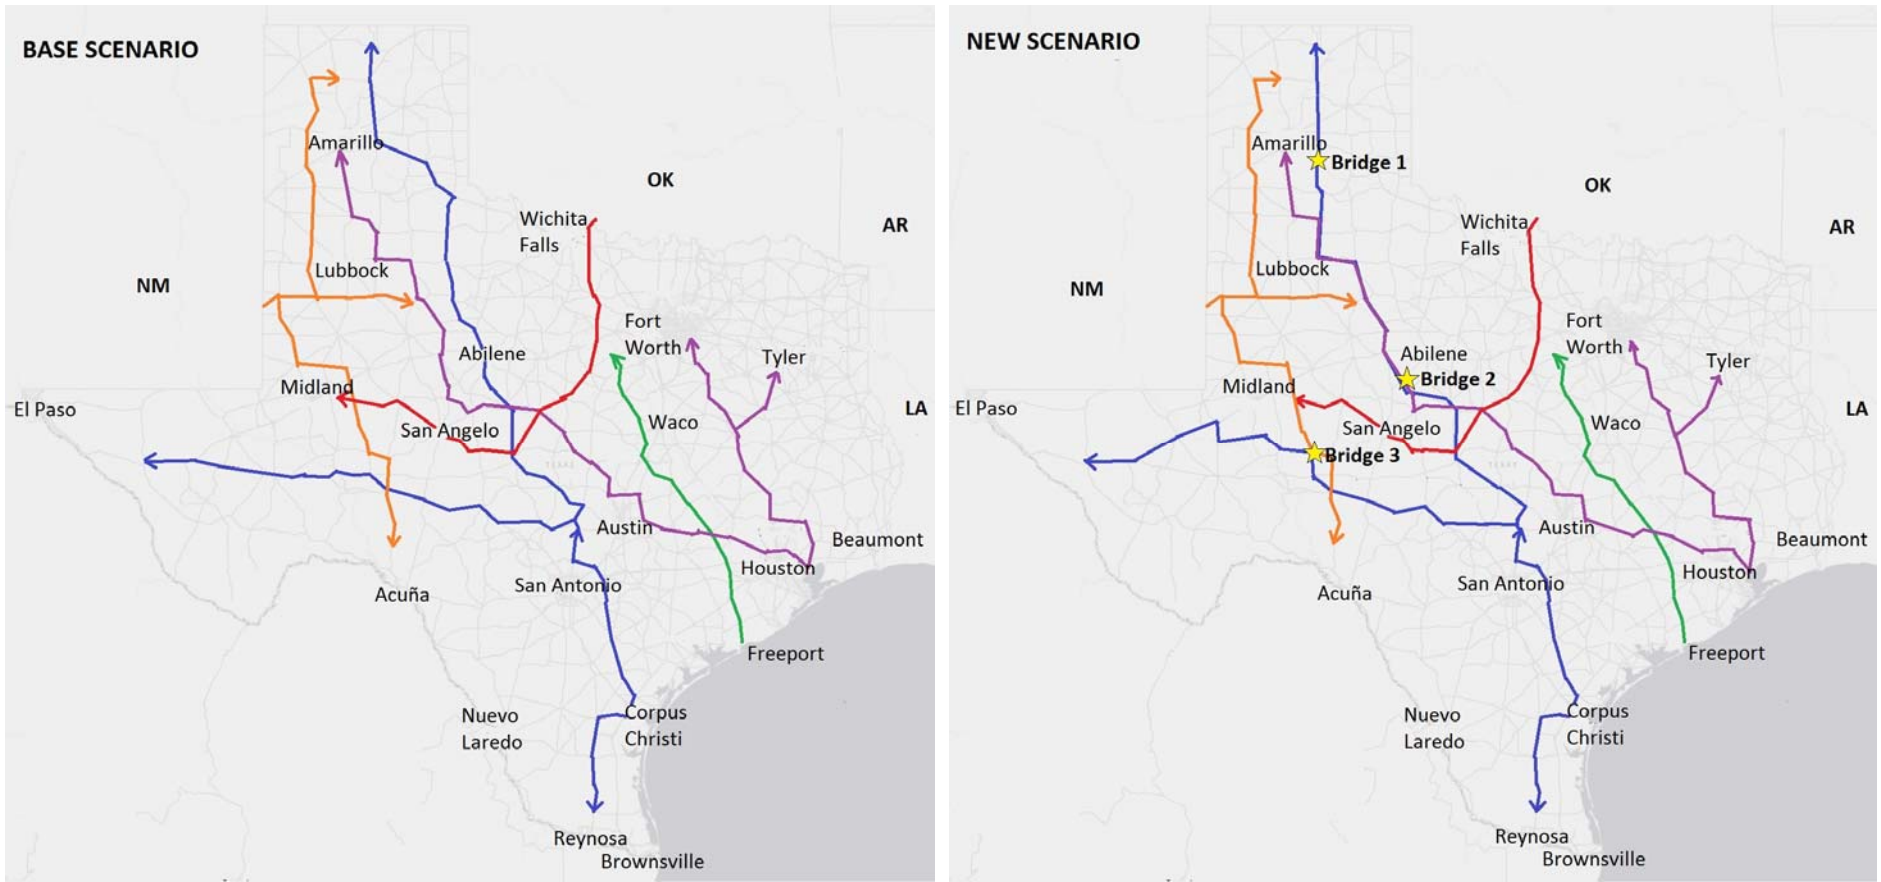 BASE SCENARIO
Amarillo
OK
Wichita
Falls
AR
NM
Lubbock
Fort
Worth
Abilene
Tyler
Midland
El Paso
LA
San Angelo
Waco
TEXAS
Austin
Beaumont
Houston
San Antonio
Acuña
Freeport
Nuevo
Laredo
Corpus
Christi
Reynosa
Brownsville
NEW SCENARIO
Amarillo
Bridge 1
OK
Wichita
Falls
AR
NM
Lubbock
Fort
Worth
Abilene
Tyler
Bridge 2
Midland
El Paso
LA
San Angelo
Waco
Bridge 3
TEXAS
Austin
Beaumont
Houston
San Antonio
Acuña
Freeport
Nuevo
Laredo
Corpus
Christi
Reynosa
Brownsville